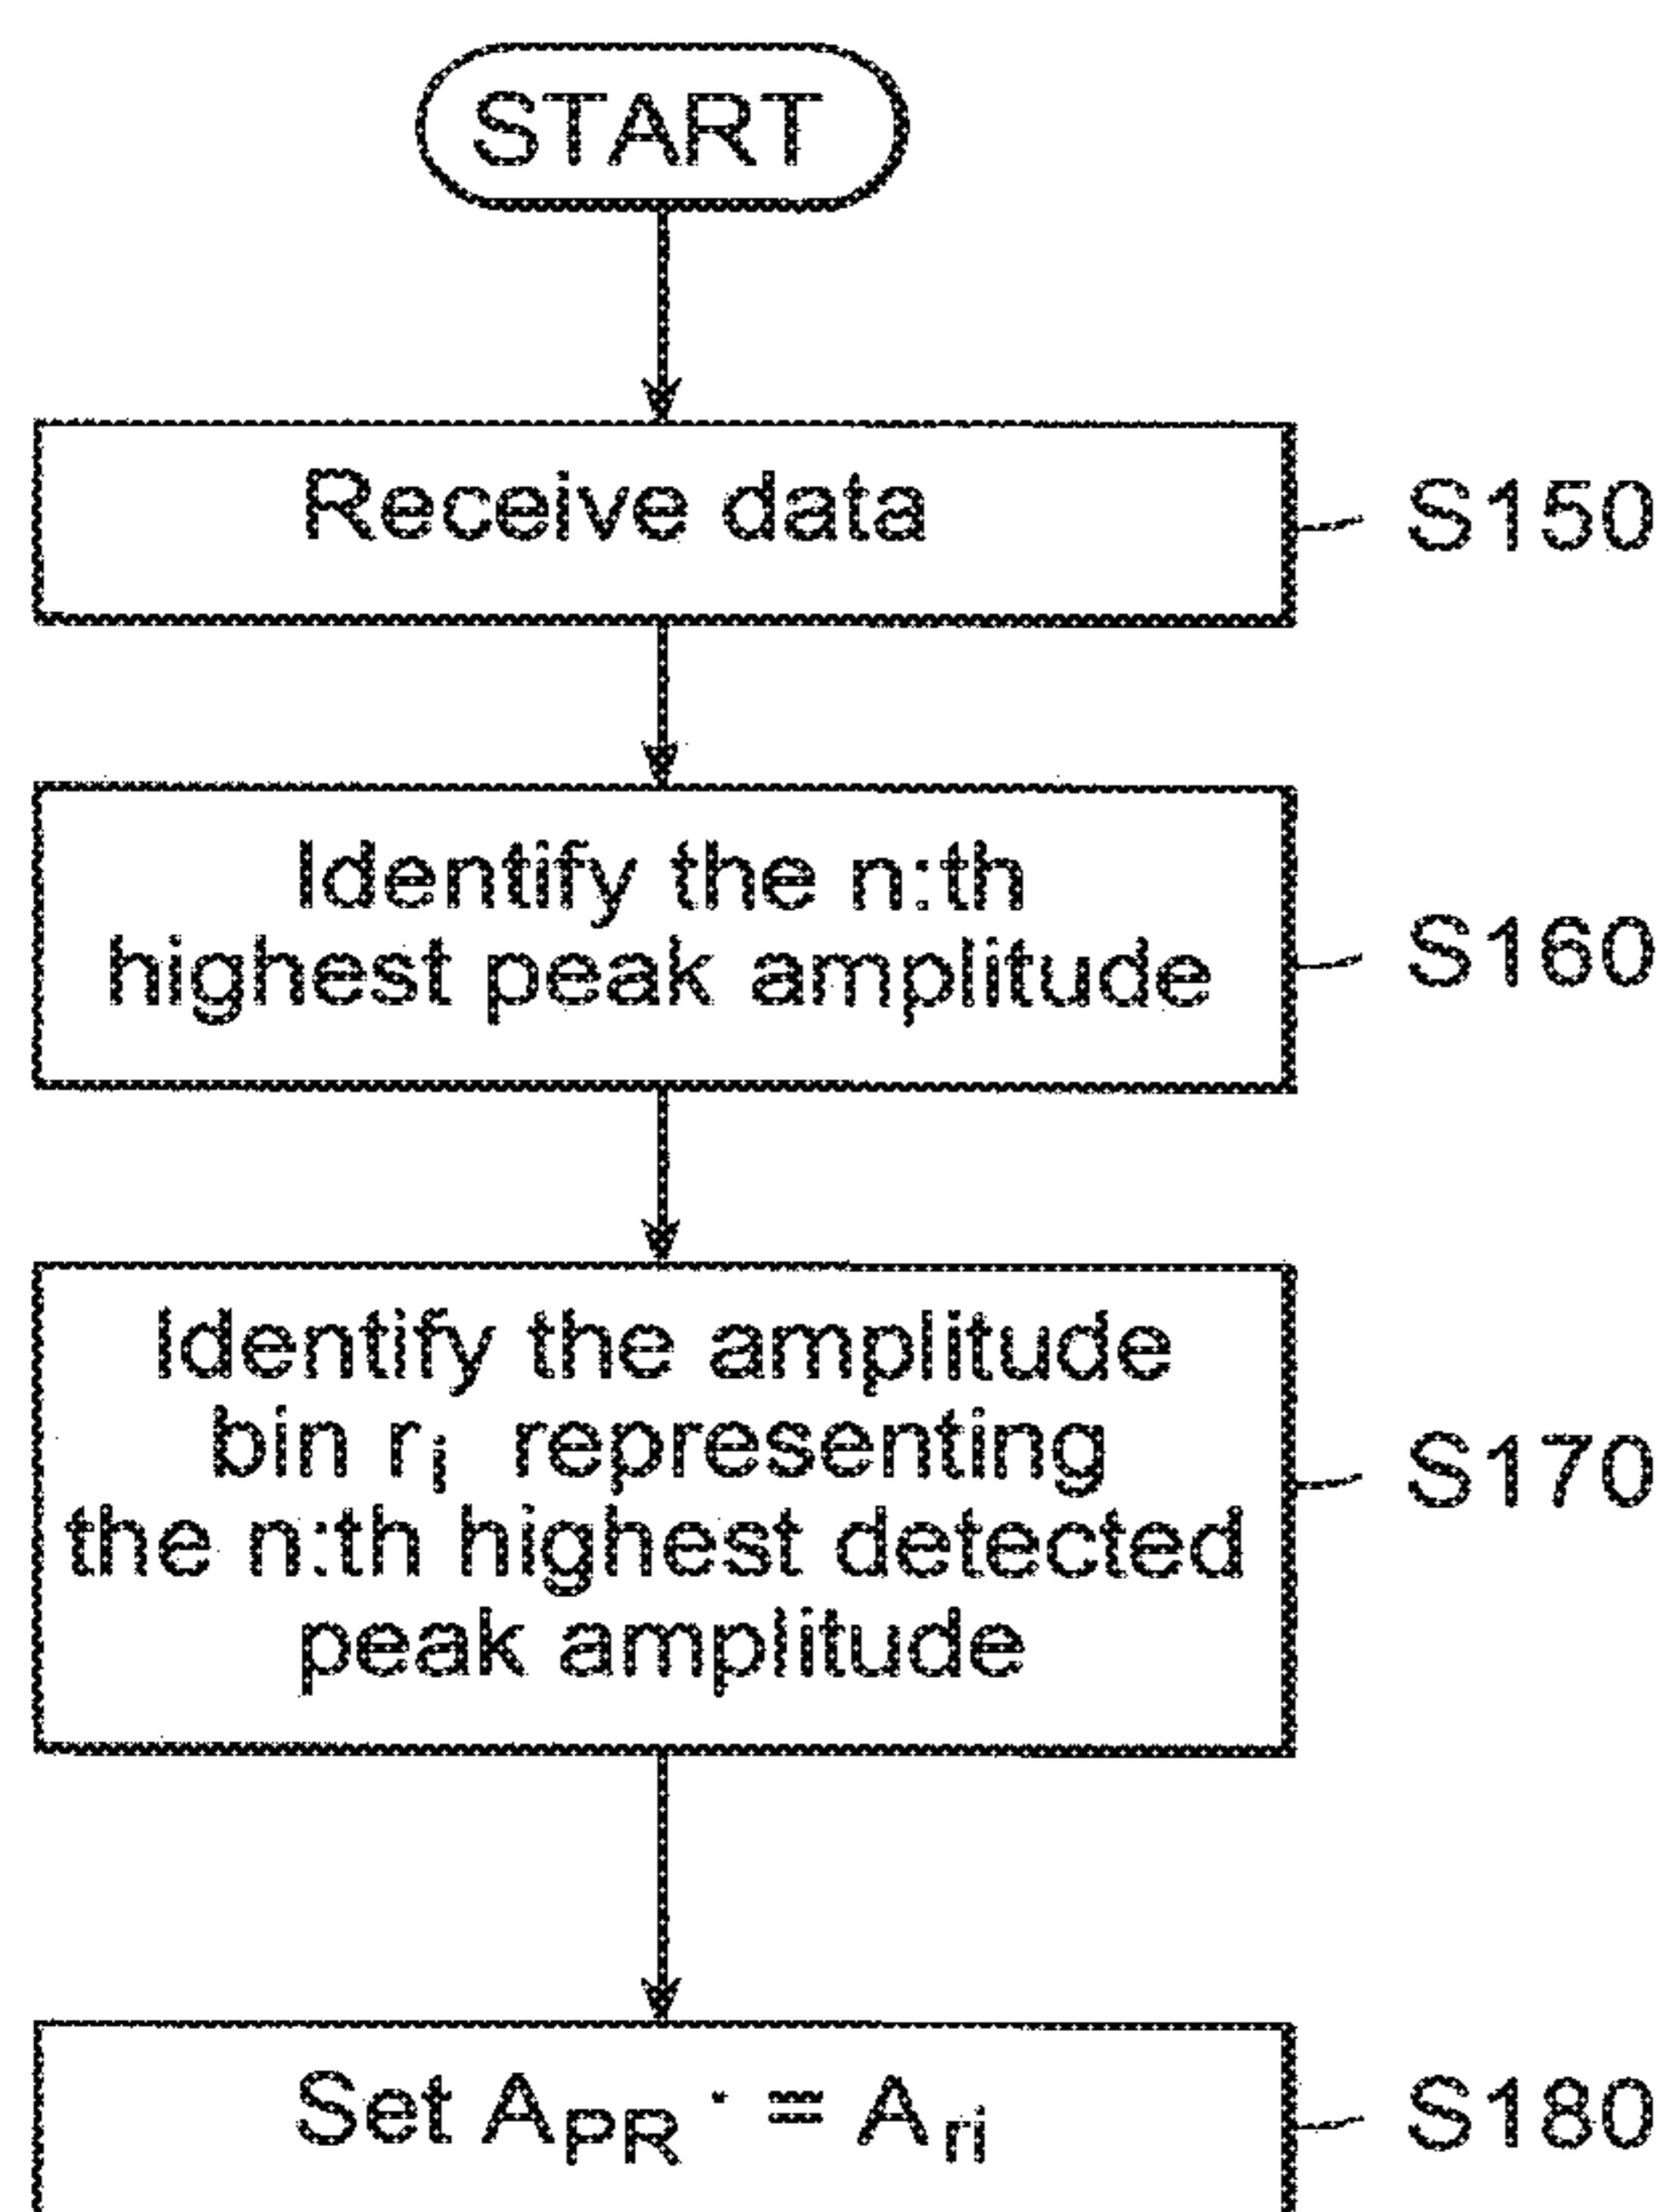 START
Receive data
S150
Identify the n:th
highest peak amplitude
S160
Identify the amplitude
bin ri representing
the n:th highest detected
peak amplitude
S170
Set APR = Ari
S180